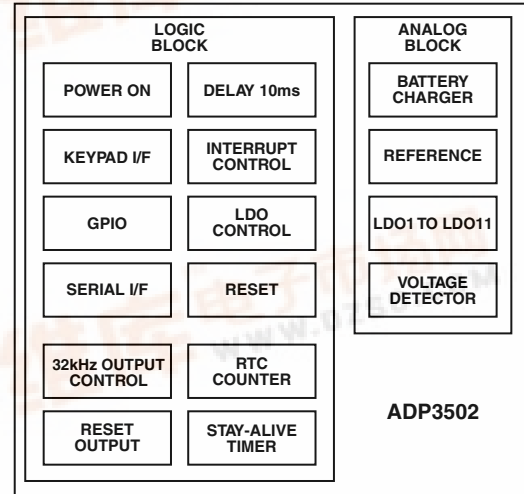 LOGIC
BLOCK
POWER ON
DELAY 10ms
KEYPAD I/F
INTERRUPT
CONTROL
GPIO
LDO
CONTROL
SERIAL I/F
RESET
32kHz OUTPUT
CONTROL
RTC
COUNTER
RESET
OUTPUT
STAY-ALIVE
TIMER
ANALOG
BLOCK
BATTERY
CHARGER
REFERENCE
LDO1 TO LDO11
VOLTAGE
DETECTOR
ADP3502